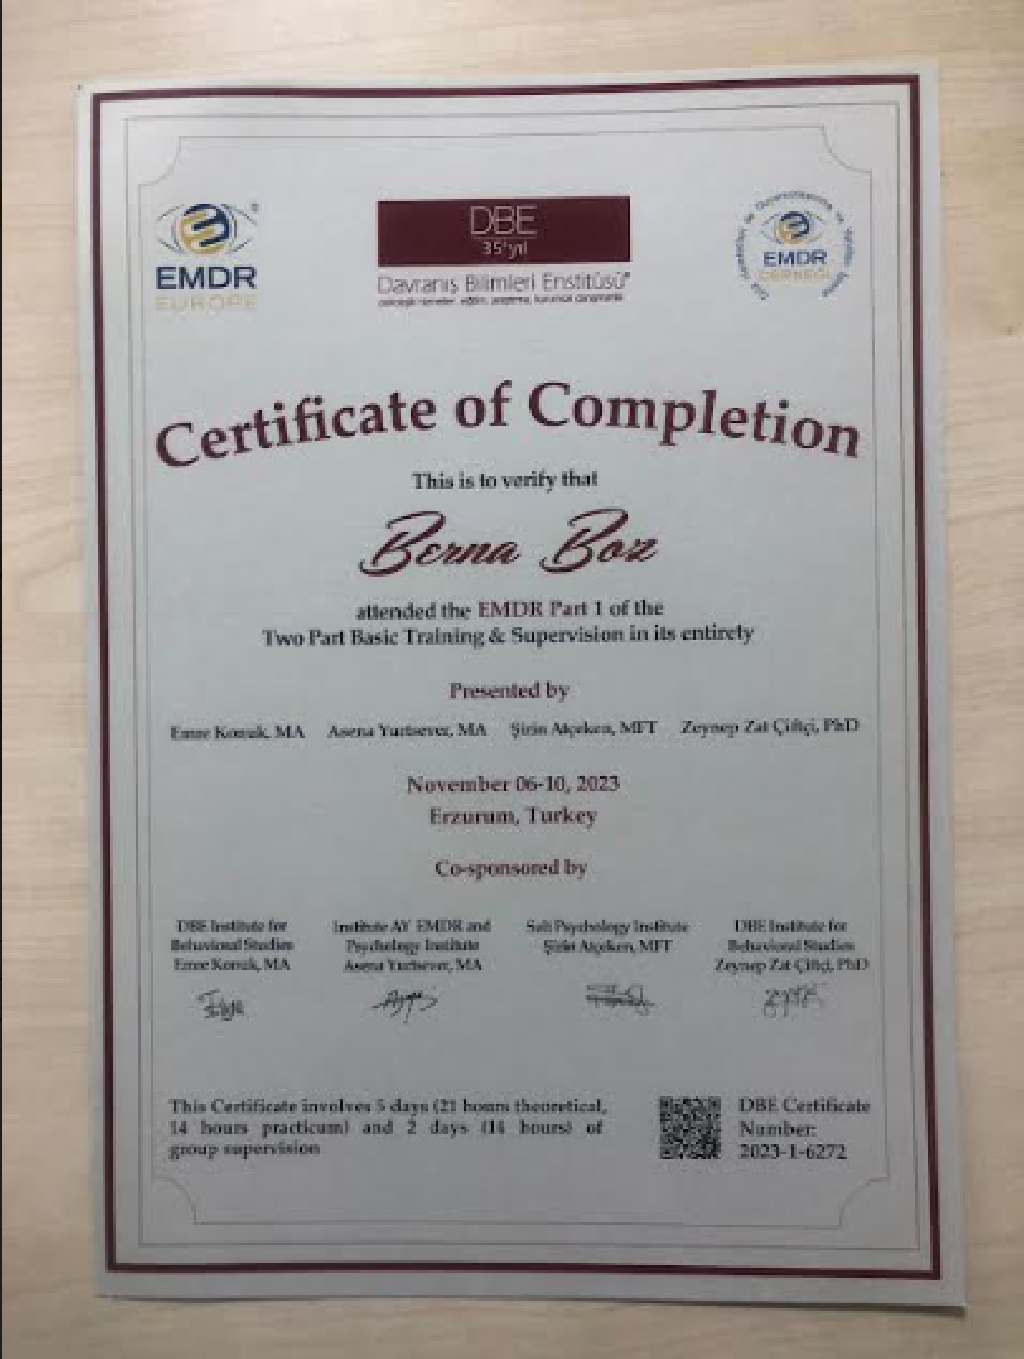 EMDR
EUROPE
DBE
35'yıl
Davranış Bilimleri Enstitüsü
EMDR
DERNEĞİ
Certificate of Completion
This is to verify that
Berna Boz
attended the EMDR Part 1 of the
Two Part Basic Training & Supervision in its entirety
Presented by
Emre Konuk, MA Asena Yurtsever, MA Şirin Atçeken, MFT Zeynep Zat Çiftçi, PhD
November 06-10, 2023
Erzurum, Turkey
Co-sponsored by
DBE Institute for
Behavioral Studies
Emre Konuk, MA
Institute AY EMDR and
Psychology Institute
Asena Yurtsever, MA
Psychology Institute
Şirin Atçeken, MFT
DBE Institute for
Behavioral Studies
Zeynep Zat Çiftçi, PhD
This Certificate involves 5 days (21 hours theoretical,
14 hours practicum) and 2 days (14 hours) of
group supervision
DBE Certificate
Number:
2023-1-6272